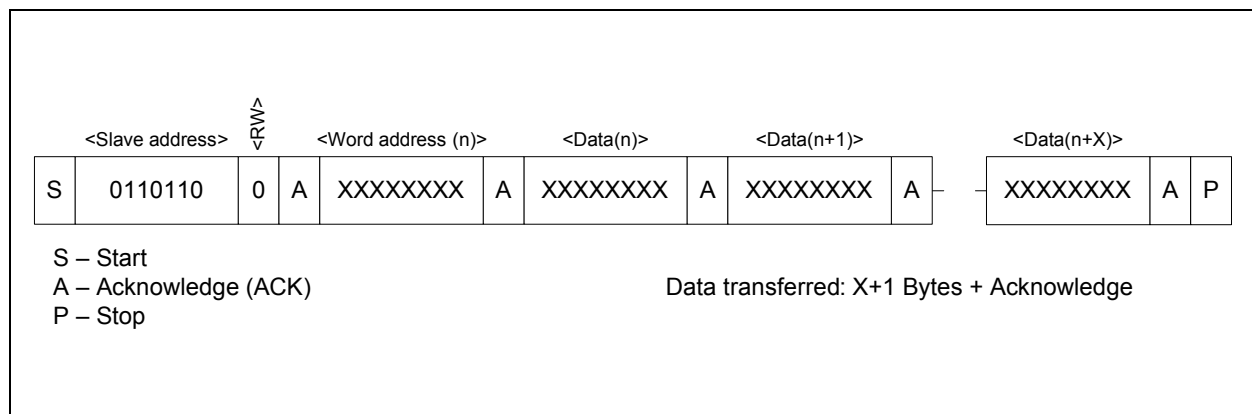 <RW>
<Slave address> <Word address (n)> <Data(n)> <Data(n+1)> <Data(n+X)>
S 0110110 0 A XXXXXXXX A XXXXXXXX A XXXXXXXX A XXXXXXXX A P
S – Start
A – Acknowledge (ACK) Data transferred: X+1 Bytes + Acknowledge
P – Stop